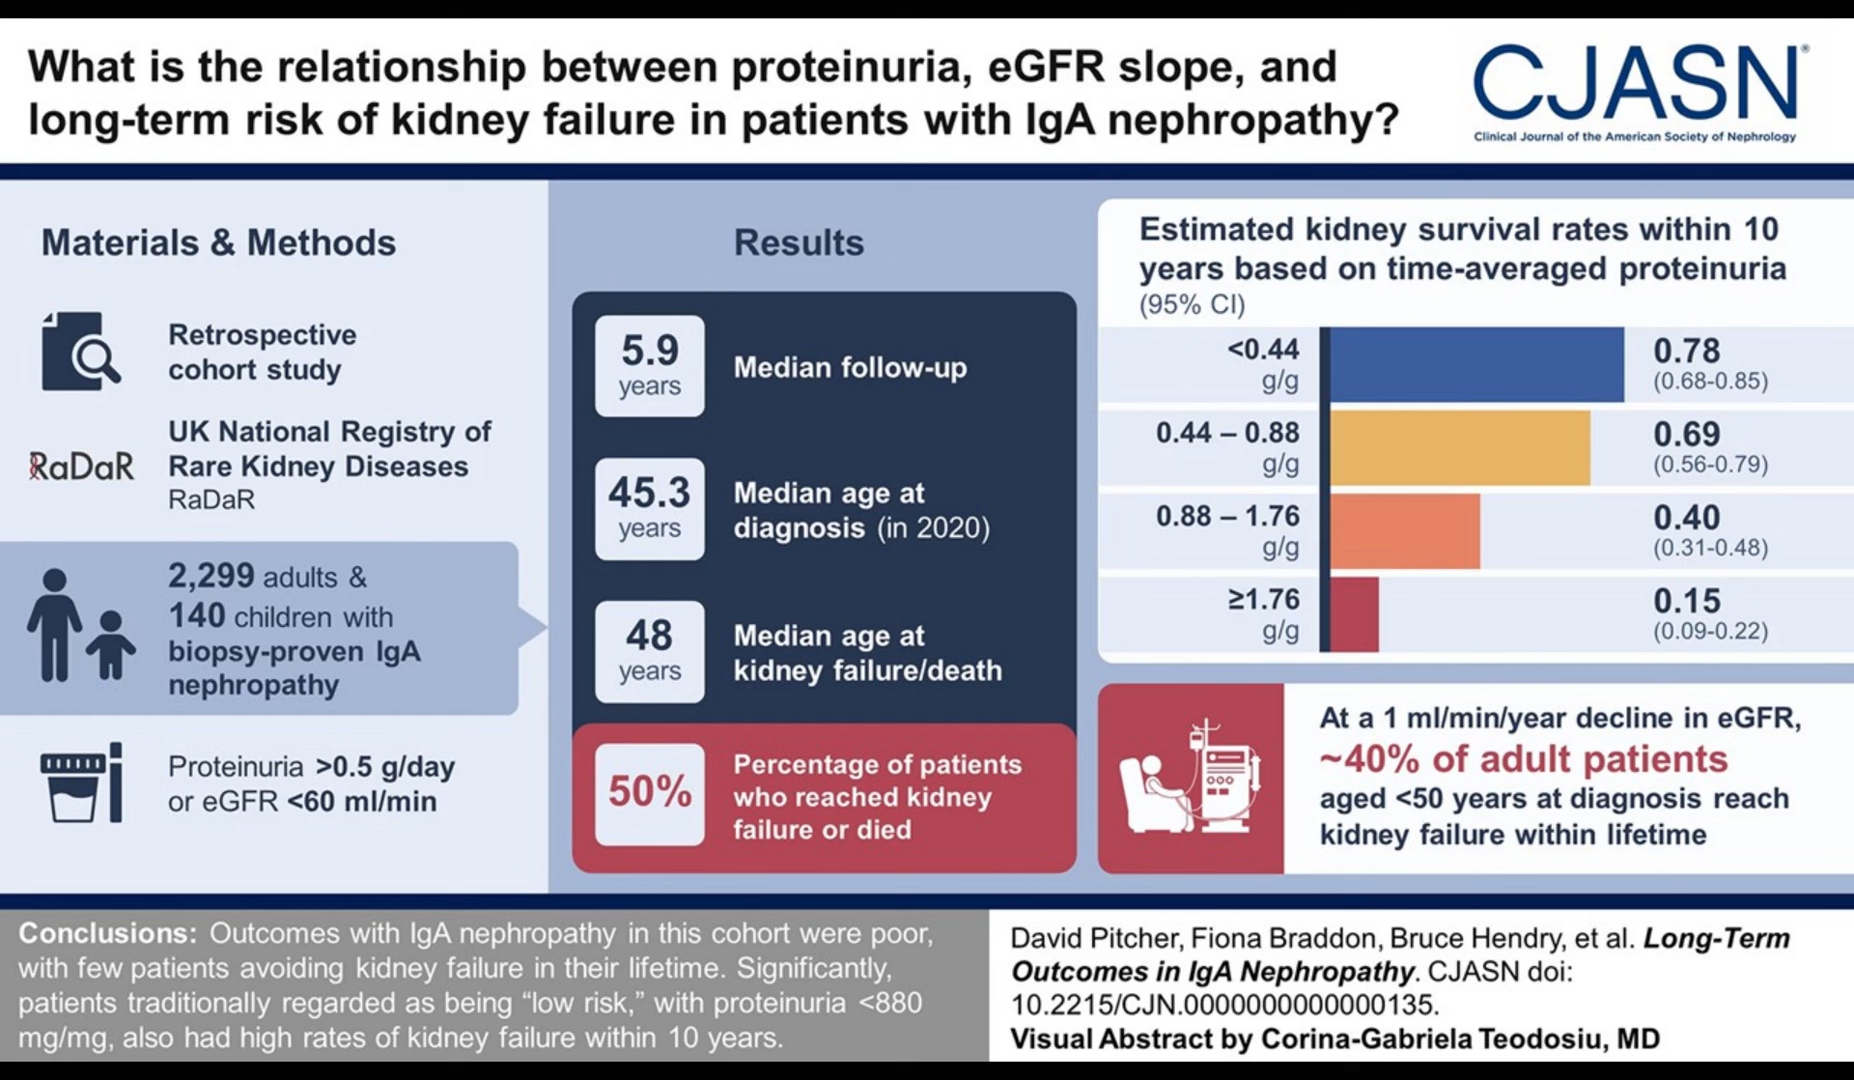 What is the relationship between proteinuria, eGFR slope, and
long-term risk of kidney failure in patients with IgA nephropathy?
CJASN®
Clinical Journal of the American Society of Nephrology
Materials & Methods
Retrospective
cohort study
RaDaR
UK National Registry of
Rare Kidney Diseases
RaDaR
2,299 adults &
140 children with
biopsy-proven IgA
nephropathy
Proteinuria >0.5 g/day
or eGFR <60 ml/min
Results
5.9
years
Median follow-up
45.3
years
Median age at
diagnosis (in 2020)
48
years
Median age at
kidney failure/death
50%
Percentage of patients
who reached kidney
failure or died
Estimated kidney survival rates within 10
years based on time-averaged proteinuria
(95% CI)
<0.44
g/g
0.78
(0.68-0.85)
0.44 – 0.88
g/g
0.69
(0.56-0.79)
0.88 – 1.76
g/g
0.40
(0.31-0.48)
≥1.76
g/g
0.15
(0.09-0.22)
At a 1 ml/min/year decline in eGFR,
~40% of adult patients
aged <50 years at diagnosis reach
kidney failure within lifetime
Conclusions: Outcomes with IgA nephropathy in this cohort were poor,
with few patients avoiding kidney failure in their lifetime. Significantly,
patients traditionally regarded as being “low risk,” with proteinuria <880
mg/mg, also had high rates of kidney failure within 10 years.
David Pitcher, Fiona Braddon, Bruce Hendry, et al. Long-Term
Outcomes in IgA Nephropathy. CJASN doi:
10.2215/CJN.0000000000000135.
Visual Abstract by Corina-Gabriela Teodosiu, MD